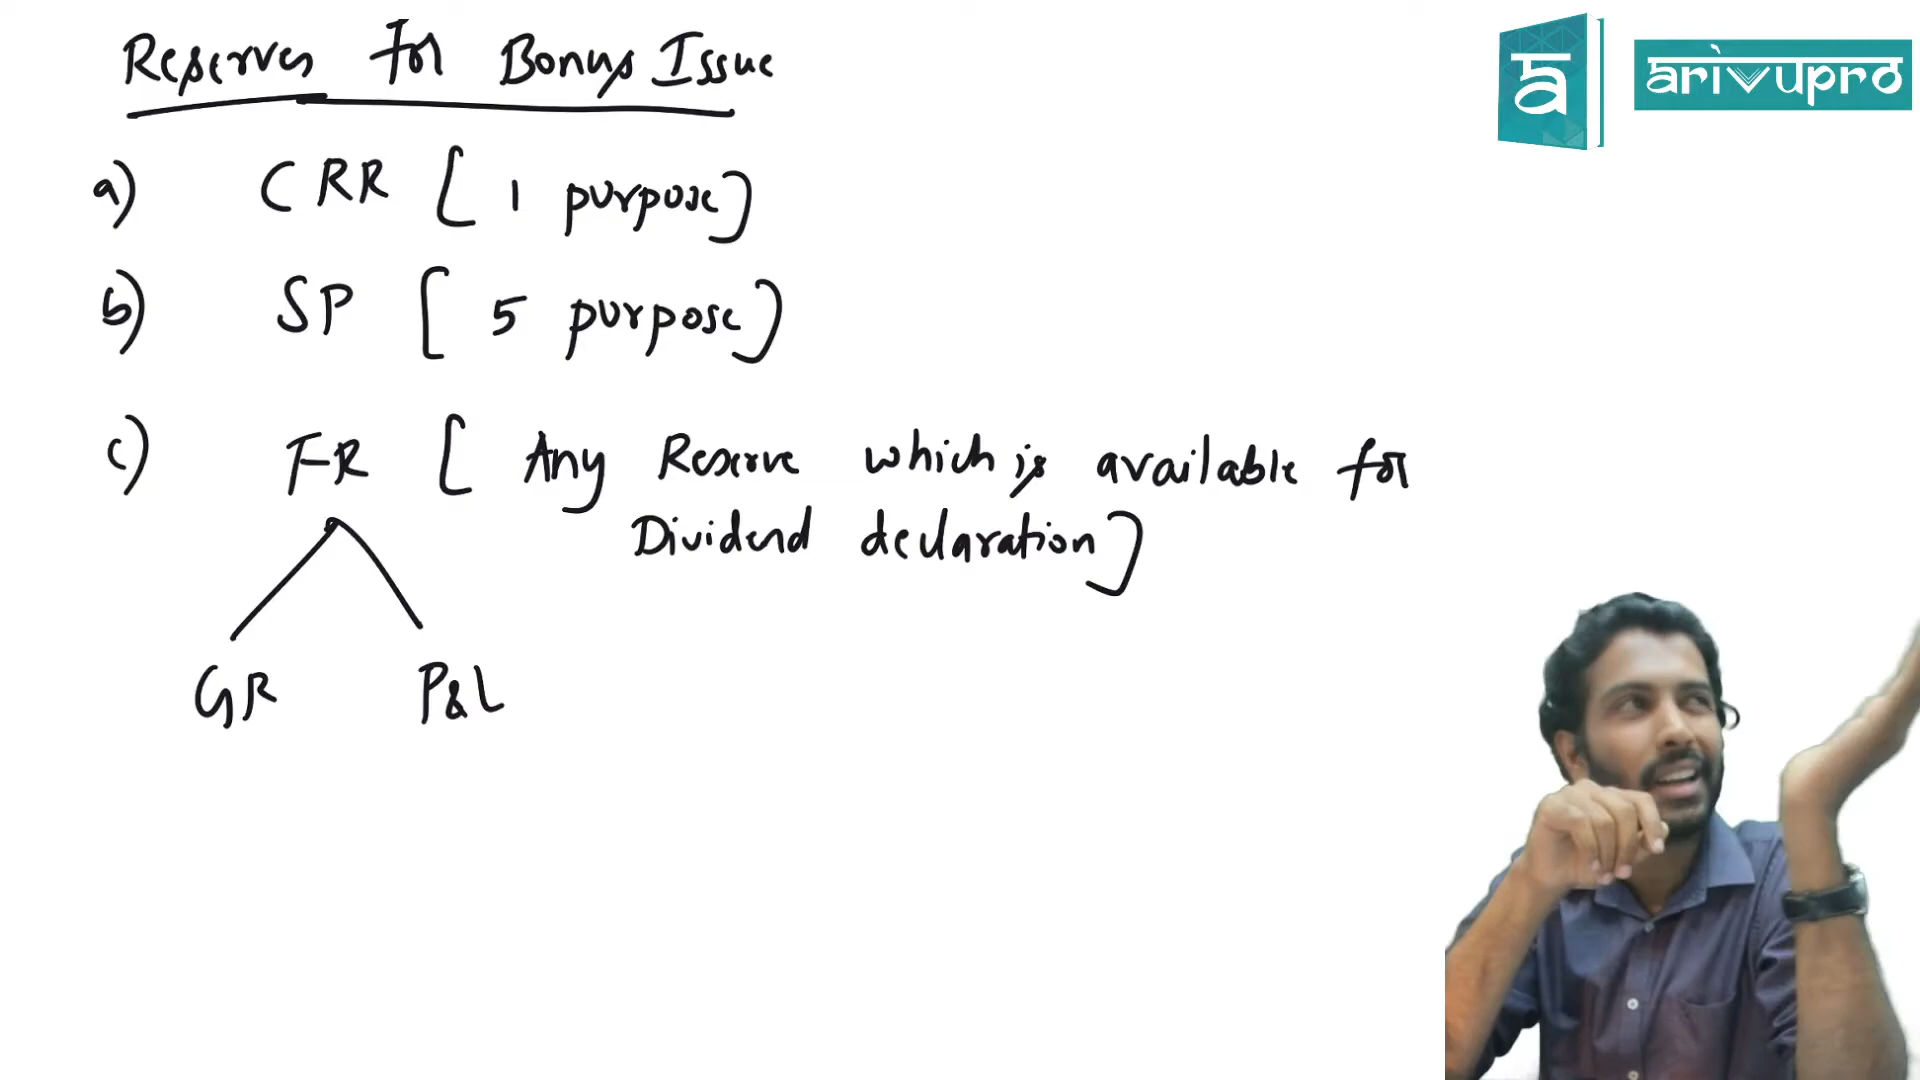 Reserves for Bonus Issue
a) CRR [ 1 purpose]
b) SP [ 5 purpose]
c) FR [ Any Reserve which is available for
Dividend declaration]
GR P&L
a arivupro